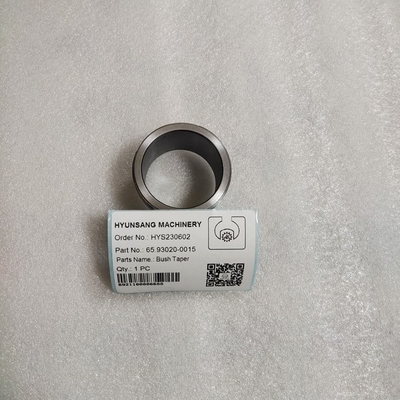 HYUNSANG MACHINERY
Order No.: HYS230602
Part No.: 65.93020-0015
Parts Name.: Bush Taper
Qty.: 1 PC